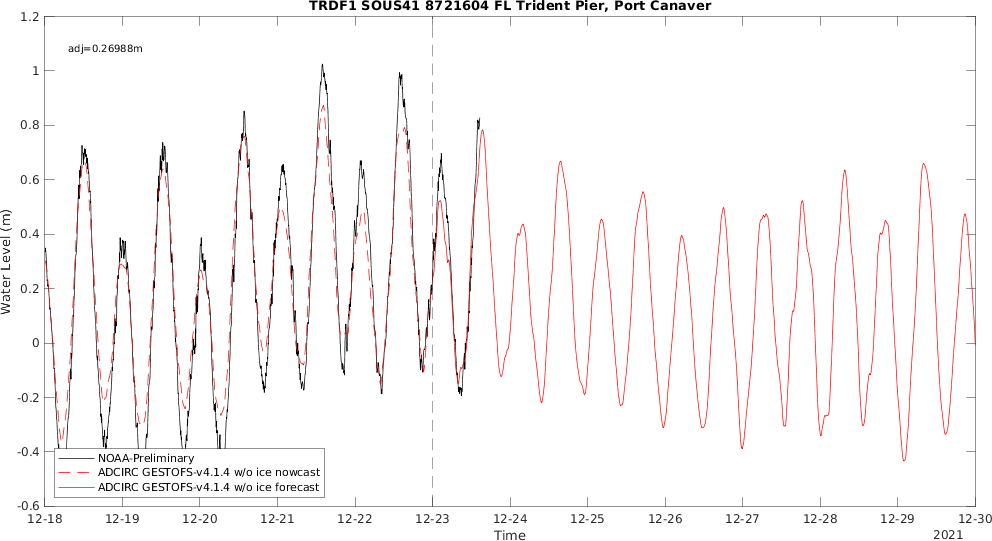 TRDF1 SOUS41 8721604 FL Trident Pier, Port Canaver
adj=0.26988m
1.2
1
0.8
0.6
0.4
0.2
0
-0.2
-0.4
-0.6
Water Level (m)
NOAA-Preliminary
ADCIRC GESTOFS-v4.1.4 w/o ice nowcast
ADCIRC GESTOFS-v4.1.4 w/o ice forecast
12-18 12-19 12-20 12-21 12-22 12-23 12-24 12-25 12-26 12-27 12-28 12-29 12-30
Time
2021